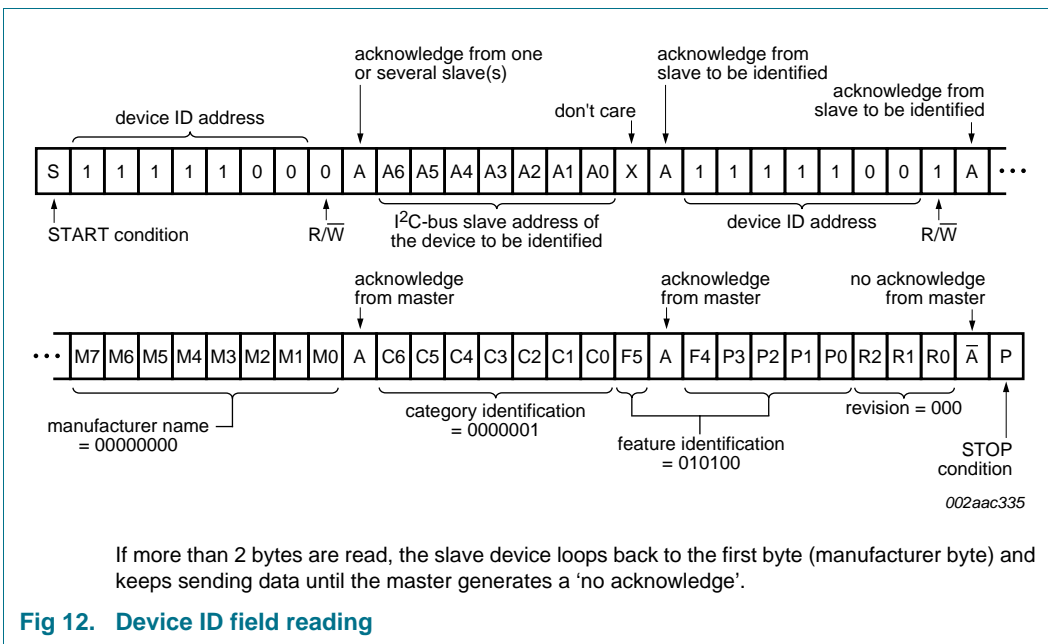 acknowledge from one
or several slave(s)
acknowledge from
slave to be identified
acknowledge from
slave to be identified
device ID address
don't care
S 1 1 1 1 1 0 0 0 A A6 A5 A4 A3 A2 A1 A0 X A 1 1 1 1 1 0 0 1 A •••
START condition
R/W̅
I²C-bus slave address of
the device to be identified
device ID address
R/W̅
acknowledge
from master
acknowledge
from master
no acknowledge
from master
••• M7 M6 M5 M4 M3 M2 M1 M0 A C6 C5 C4 C3 C2 C1 C0 F5 A F4 P3 P2 P1 P0 R2 R1 R0 A̅ P
manufacturer name
= 00000000
category identification
= 0000001
feature identification
= 010100
revision = 000
STOP
condition
002aac335
If more than 2 bytes are read, the slave device loops back to the first byte (manufacturer byte) and
keeps sending data until the master generates a ‘no acknowledge’.
Fig 12. Device ID field reading